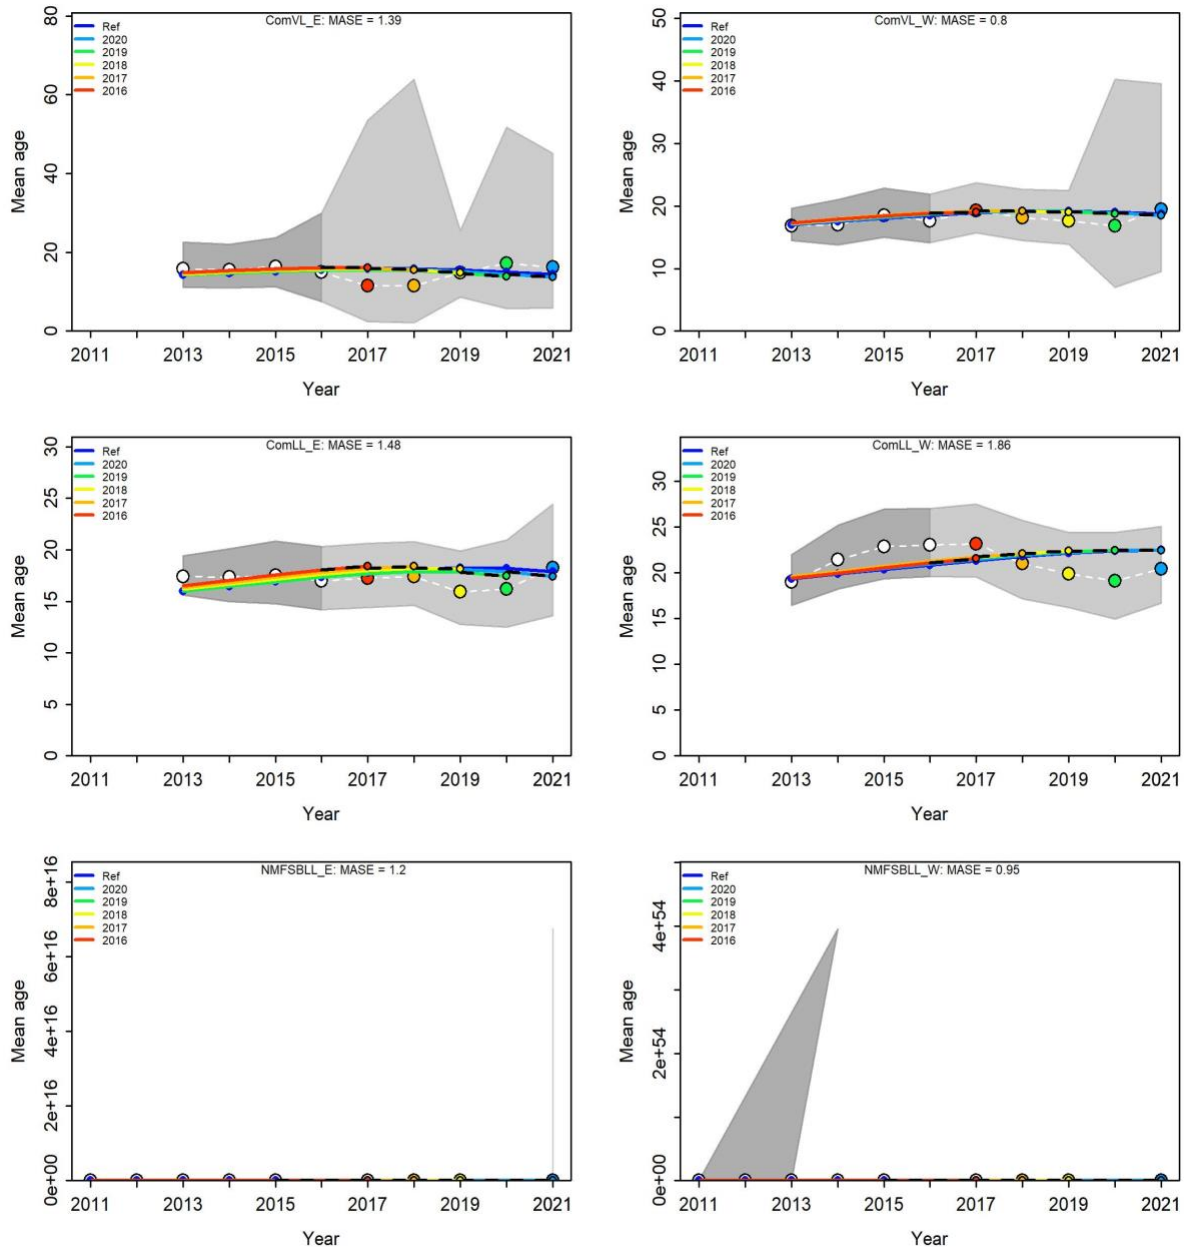 ComVL_E: MASE = 1.39
Ref
2020
2019
2018
2017
2016
Mean age
0
20
40
60
80
2011 2013 2015 2017 2019 2021
Year
ComVL_W: MASE = 0.8
Ref
2020
2019
2018
2017
2016
Mean age
0
10
20
30
40
50
2011 2013 2015 2017 2019 2021
Year
ComLL_E: MASE = 1.48
Ref
2020
2019
2018
2017
2016
Mean age
0
5
10
15
20
25
30
2011 2013 2015 2017 2019 2021
Year
ComLL_W: MASE = 1.86
Ref
2020
2019
2018
2017
2016
Mean age
0
5
10
15
20
25
30
2011 2013 2015 2017 2019 2021
Year
NMFSBLL_E: MASE = 1.2
Ref
2020
2019
2018
2017
2016
Mean age
0e+00
2e+16
4e+16
6e+16
8e+16
2011 2013 2015 2017 2019 2021
Year
NMFSBLL_W: MASE = 0.95
Ref
2020
2019
2018
2017
2016
Mean age
0e+00
2e+54
4e+54
2011 2013 2015 2017 2019 2021
Year